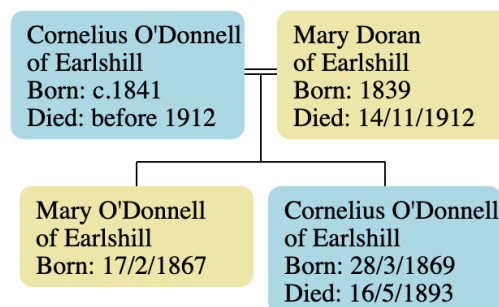 Cornelius O'Donnell
of Earlshill
Born: c.1841
Died: before 1912
Mary Doran
of Earlshill
Born: 1839
Died: 14/11/1912
Mary O'Donnell
of Earlshill
Born: 17/2/1867
Cornelius O'Donnell
of Earlshill
Born: 28/3/1869
Died: 16/5/1893